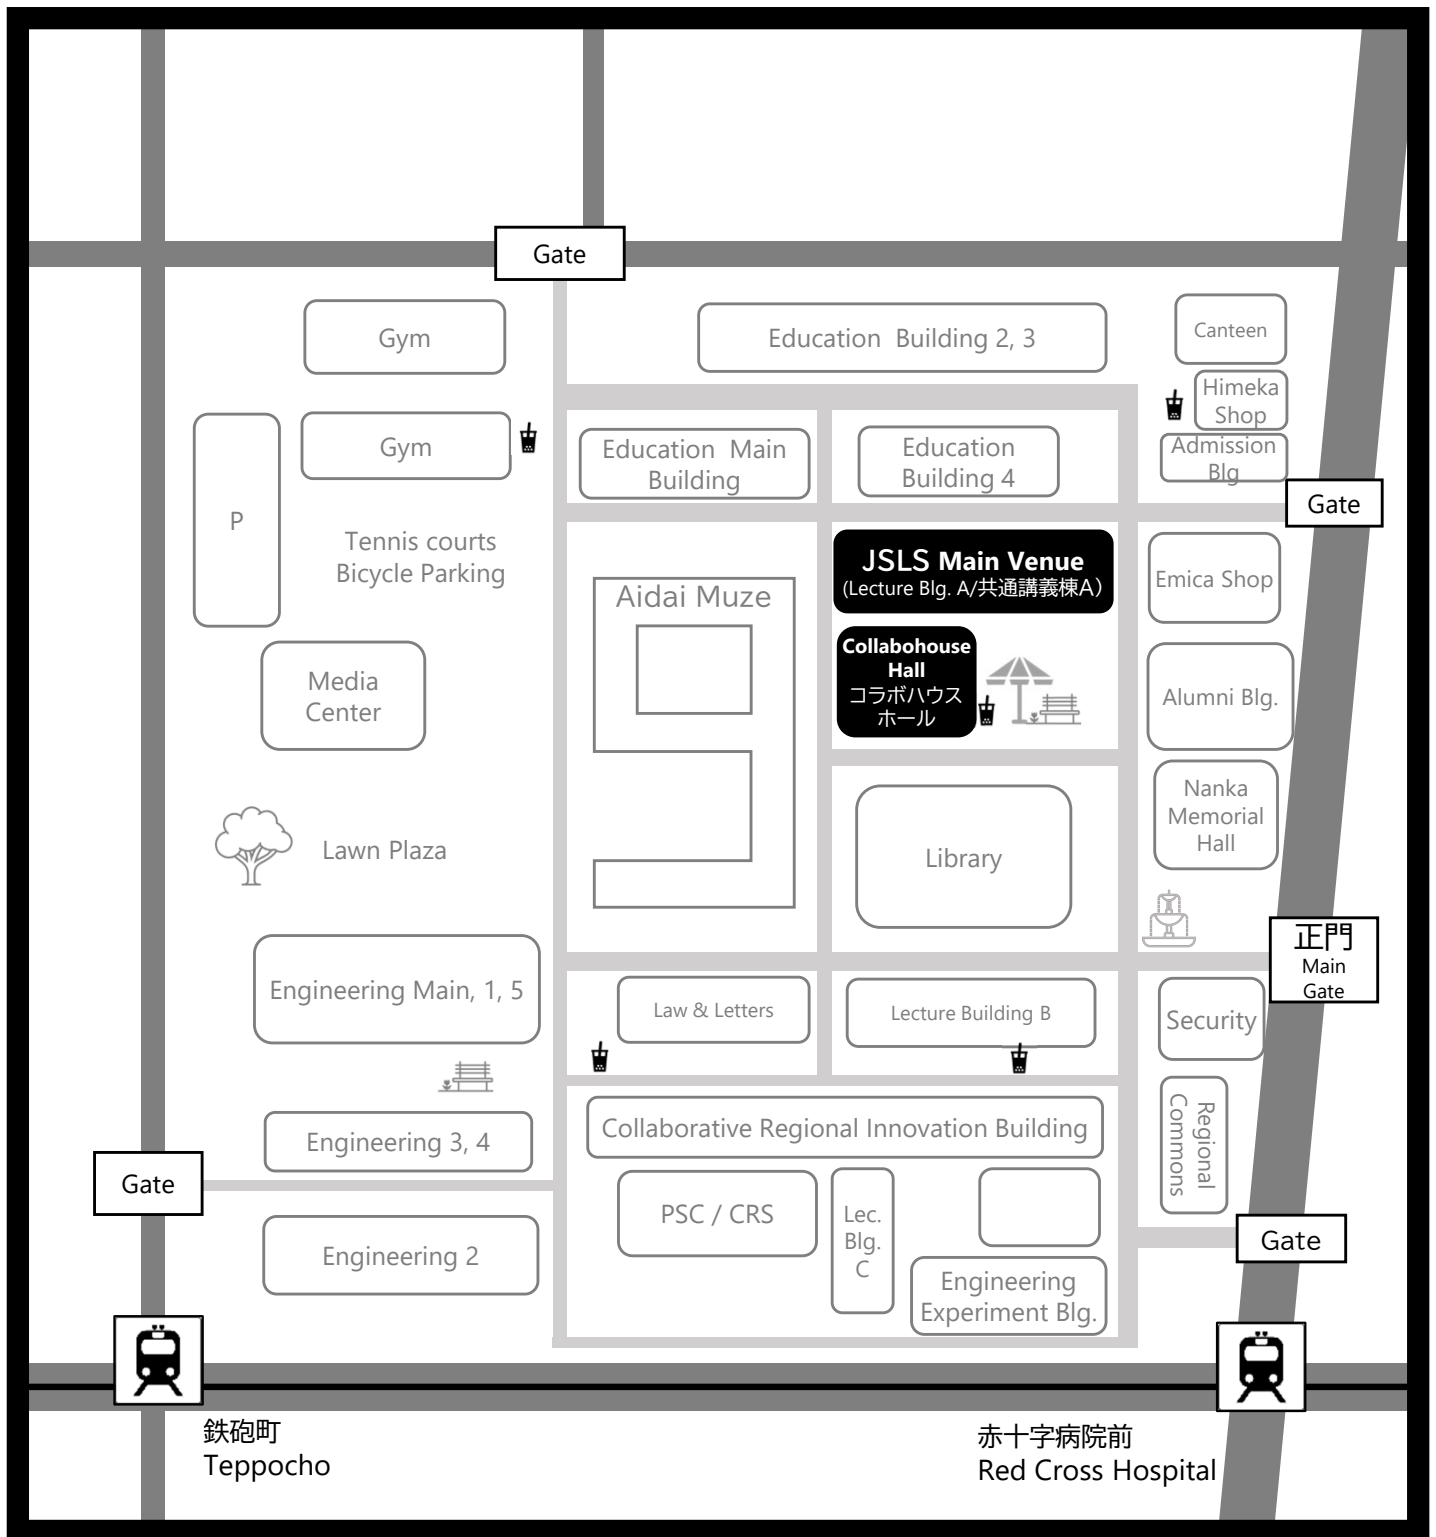 Gate
Gym
Education Building 2, 3
Canteen
Himeka
Shop
Gym
Education Main
Building
Education
Building 4
Admission
Blg
P
Gate
Tennis courts
Bicycle Parking
JSLS Main Venue
(Lecture Blg. A/共通講義棟A)
Emica Shop
Aidai Muze
Collabohouse
Hall
コラボハウス
ホール
Media
Center
Alumni Blg.
Nanka
Memorial
Hall
Lawn Plaza
Library
正門
Main
Gate
Engineering Main, 1, 5
Law & Letters
Lecture Building B
Security
Regional
Commons
Engineering 3, 4
Collaborative Regional Innovation Building
Gate
PSC / CRS
Lec.
Blg.
C
Gate
Engineering 2
Engineering
Experiment Blg.
鉄砲町
Teppocho
赤十字病院前
Red Cross Hospital